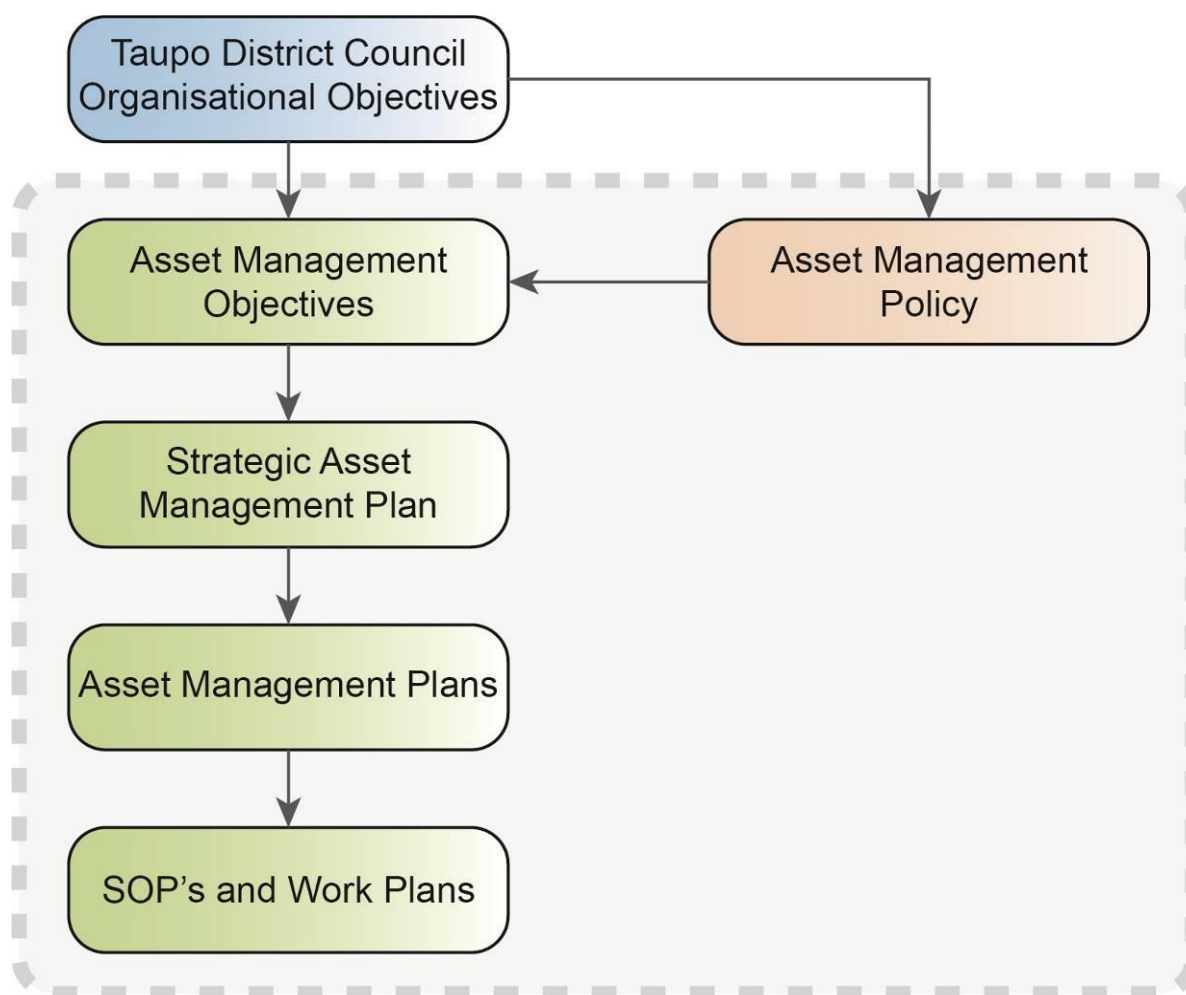 Taupo District Council
Organisational Objectives
Asset Management
Objectives
Asset Management
Policy
Strategic Asset
Management Plan
Asset Management Plans
SOP’s and Work Plans